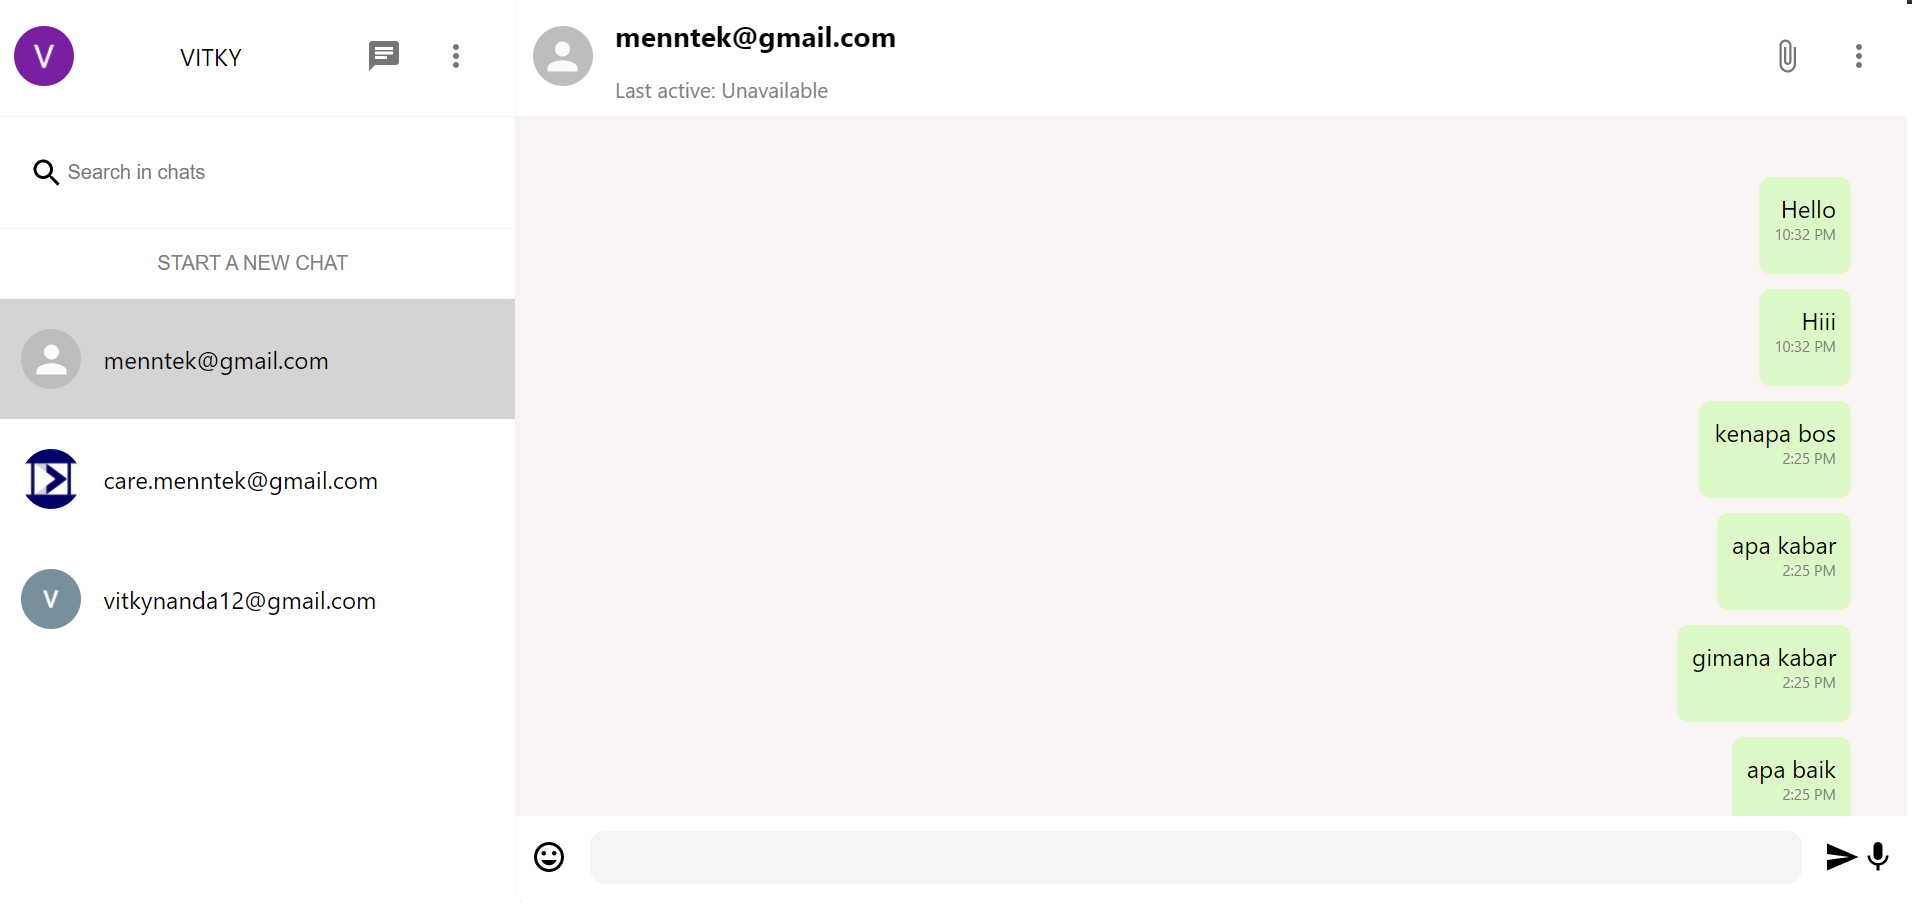 V
VITKY
Search in chats
START A NEW CHAT
menntek@gmail.com
care.menntek@gmail.com
V
vitkynanda12@gmail.com
menntek@gmail.com
Last active: Unavailable
Hello
10:32 PM
Hiii
10:32 PM
kenapa bos
2:25 PM
apa kabar
2:25 PM
gimana kabar
2:25 PM
apa baik
2:25 PM